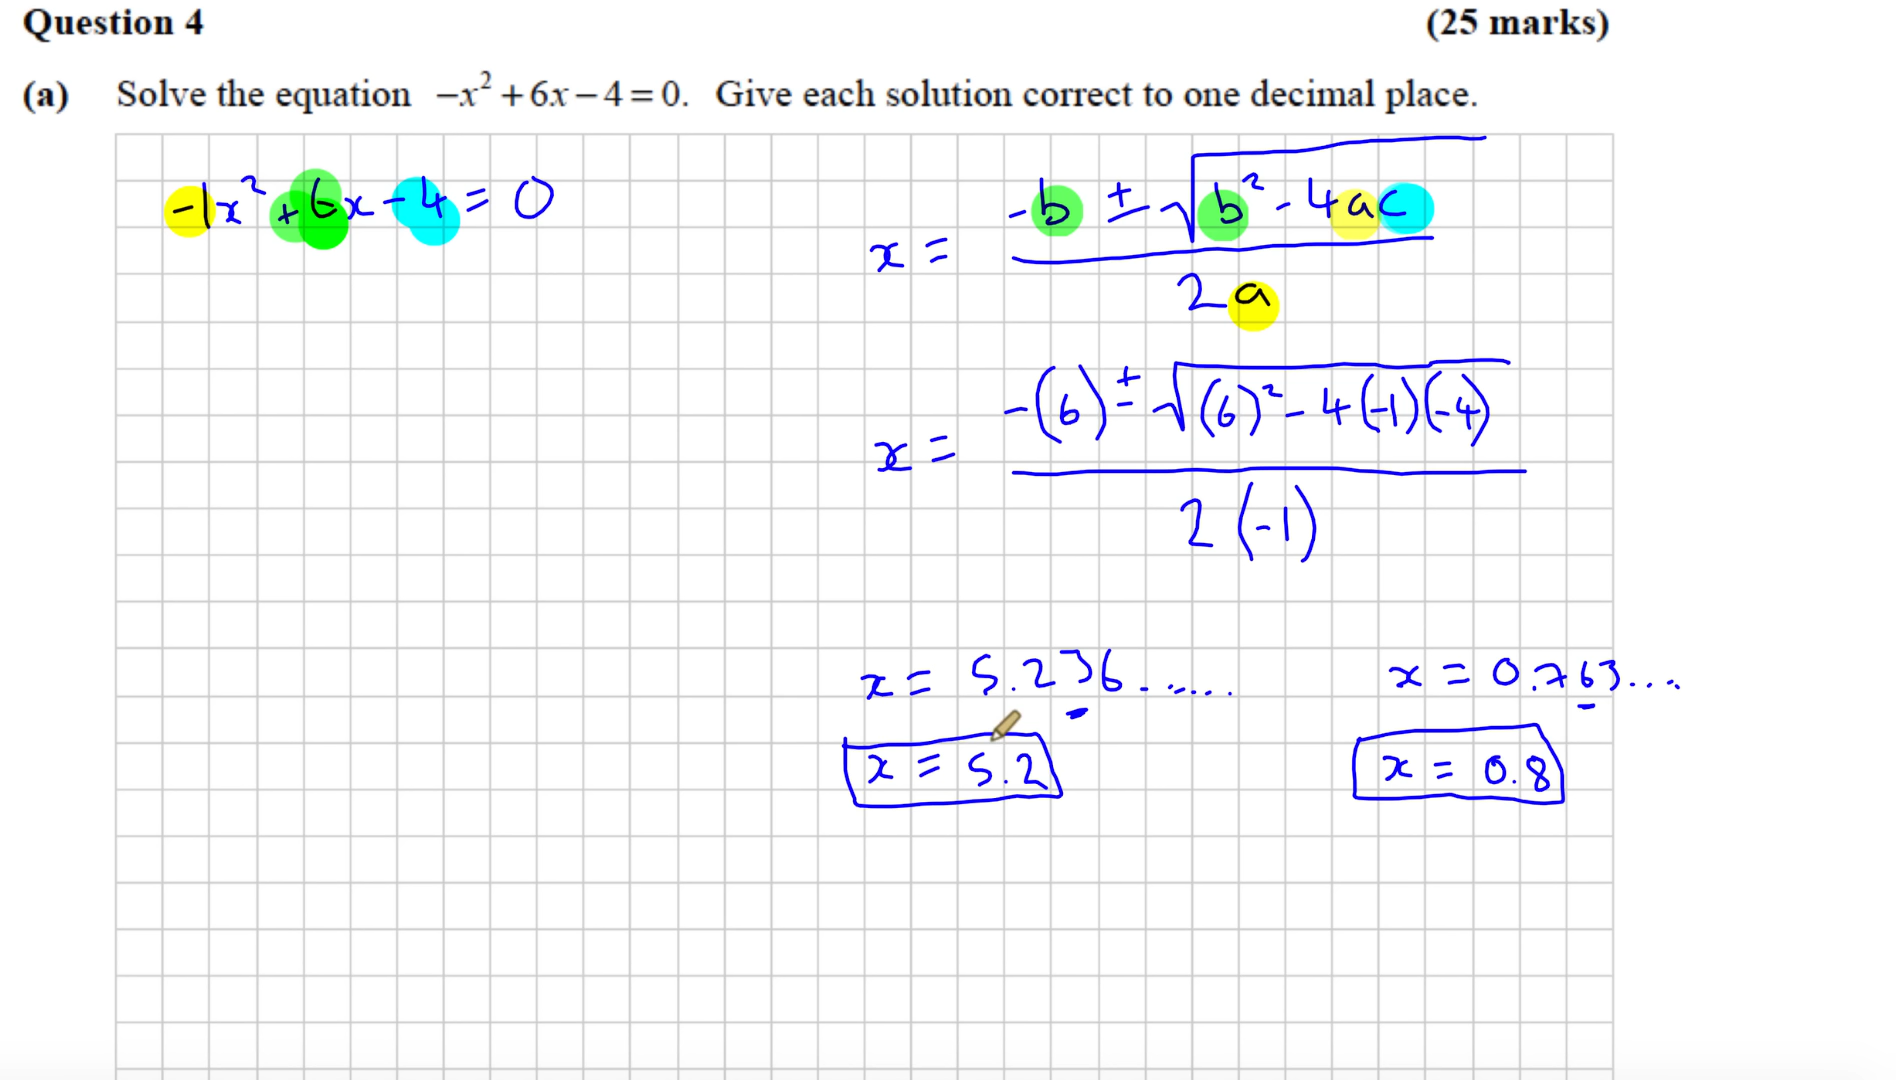 Question 4 (25 marks)
(a) Solve the equation −x² + 6x − 4 = 0. Give each solution correct to one decimal place.
-1x² + 6x - 4 = 0
x = (-b ± √(b² - 4ac)) / 2a
x = (-(6) ± √((6)² - 4(-1)(-4))) / 2(-1)
x = 5.236...... x = 0.763....
x = 5.2 x = 0.8